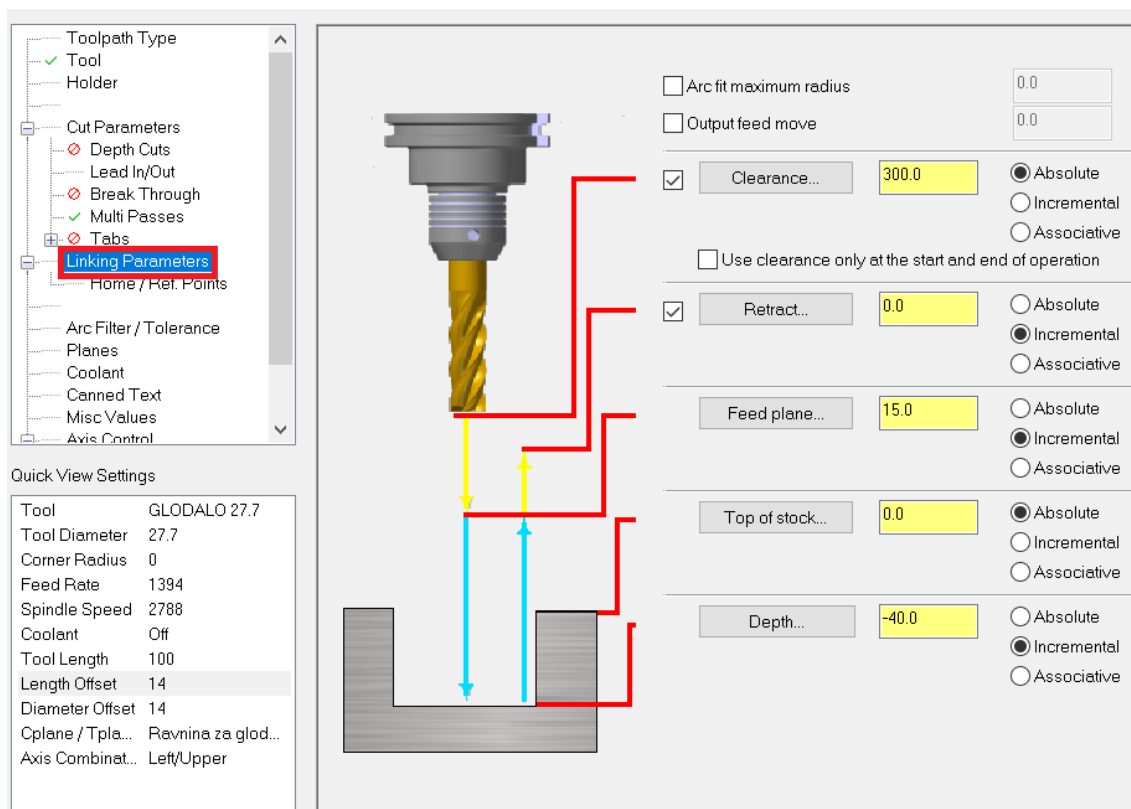 Toolpath Type
Tool
Holder
Cut Parameters
Depth Cuts
Lead In/Out
Break Through
Multi Passes
Tabs
Linking Parameters
Home / Ref. Points
Arc Filter / Tolerance
Planes
Coolant
Canned Text
Misc Values
Axis Control
Quick View Settings
Tool GLODALO 27.7
Tool Diameter 27.7
Corner Radius 0
Feed Rate 1394
Spindle Speed 2788
Coolant Off
Tool Length 100
Length Offset 14
Diameter Offset 14
Cplane / Tpla... Ravnina za glod...
Axis Combinat... Left/Upper
Arc fit maximum radius 0.0
Output feed move 0.0
Clearance... 300.0 Absolute
Incremental
Associative
Use clearance only at the start and end of operation
Retract... 0.0 Absolute
Incremental
Associative
Feed plane... 15.0 Absolute
Incremental
Associative
Top of stock... 0.0 Absolute
Incremental
Associative
Depth... -40.0 Absolute
Incremental
Associative